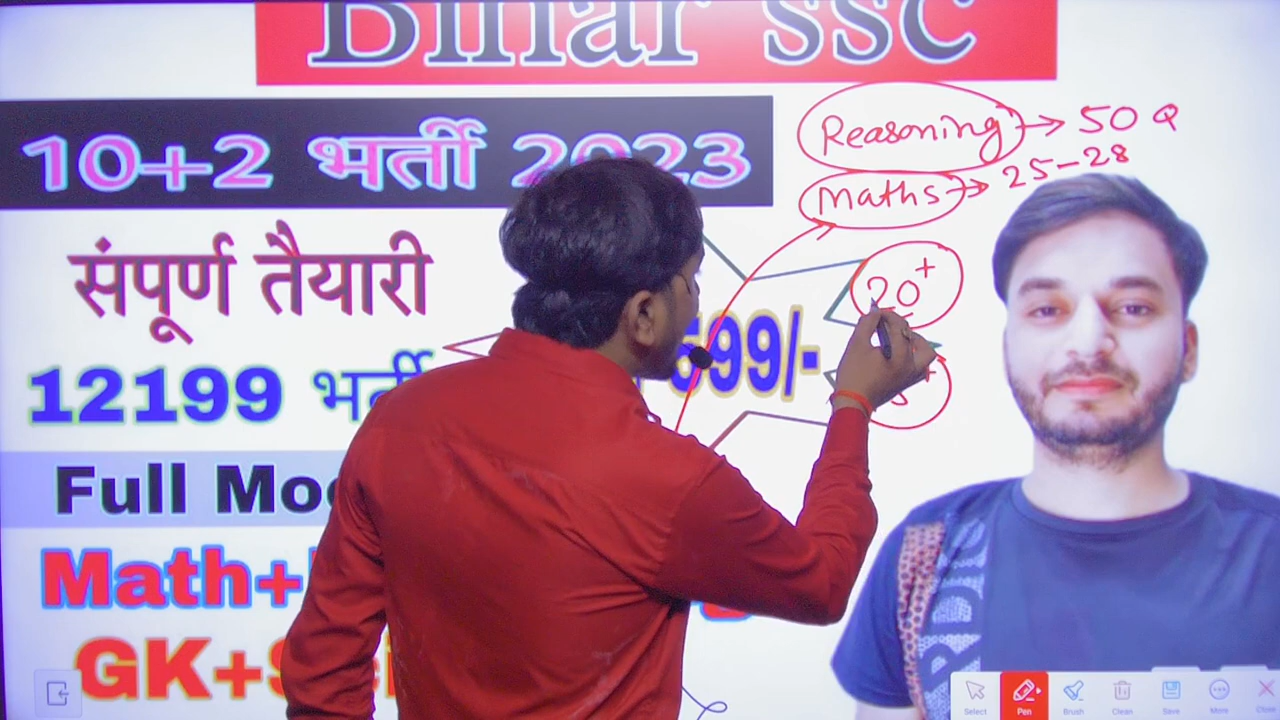 Bihar ssc
10+2 भर्ती 2023
Reasoning → 50 Q
Maths → 25-28
संपूर्ण तैयारी
20+
599/-
12199
Full
Math+
GK+
Select Pen Brush Clean Save More Close